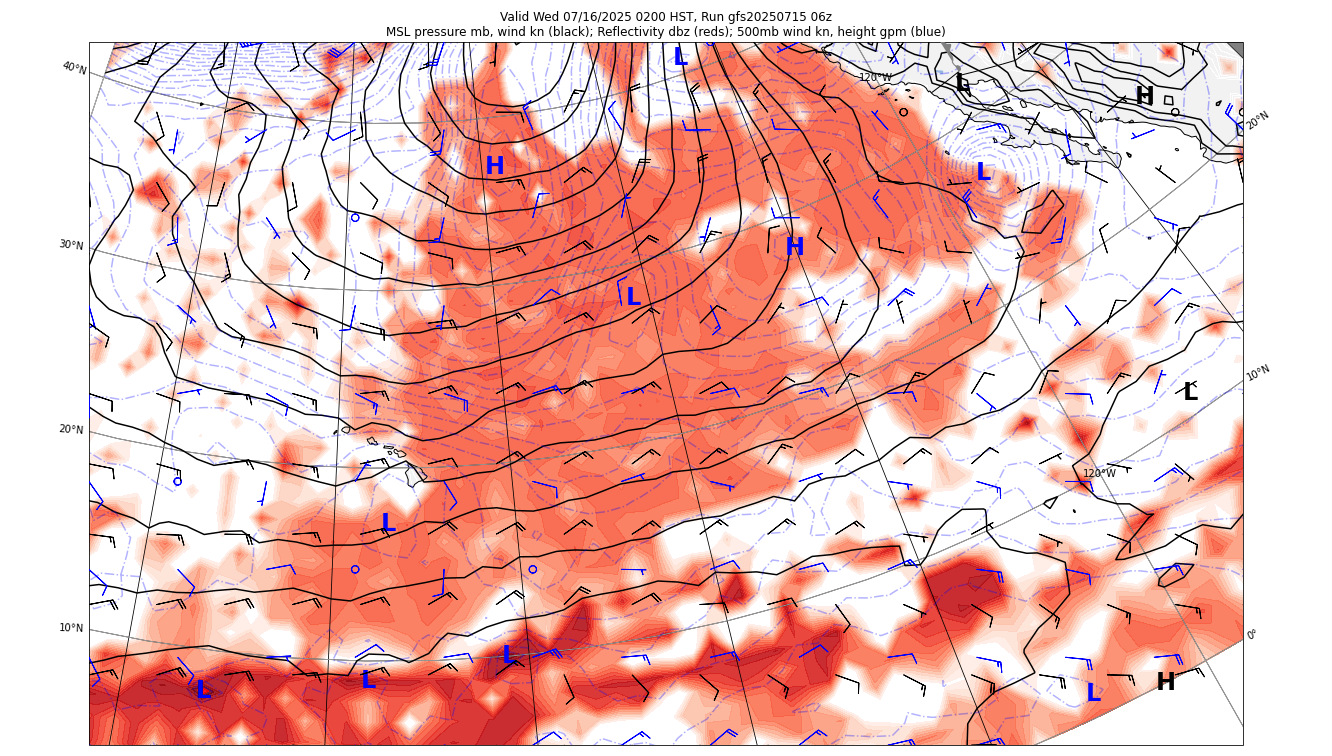 Valid Wed 07/16/2025 0200 HST, Run gfs20250715 06z
MSL pressure mb, wind kn (black); Reflectivity dbz (reds); 500mb wind kn, height gpm (blue)
L
40°N
120°W
L
H
20°N
H
L
30°N
H
L
10°N
L
20°N
120°W
L
10°N
0°
L
L
L
H
L